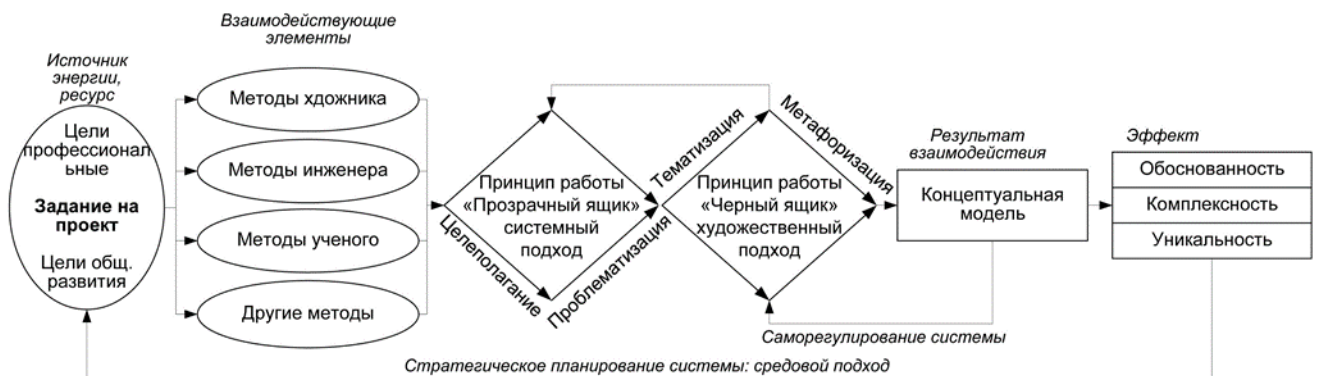 Источник
энергии,
ресурс
Цели
профессионал
ьные
Задание на
проект
Цели общ.
развития
Взаимодействующие
элементы
Методы хдожника
Методы инженера
Методы ученого
Другие методы
Принцип работы
«Прозрачный ящик»
системный
подход
Целеполагание
Проблематизация
Тематизация
Метафоризация
Принцип работы
«Черный ящик»
художественный
подход
Результат
взаимодействия
Концептуальная
модель
Эффект
Обоснованность
Комплексность
Уникальность
Саморегулирование системы
Стратегическое планирование системы: средовой подход